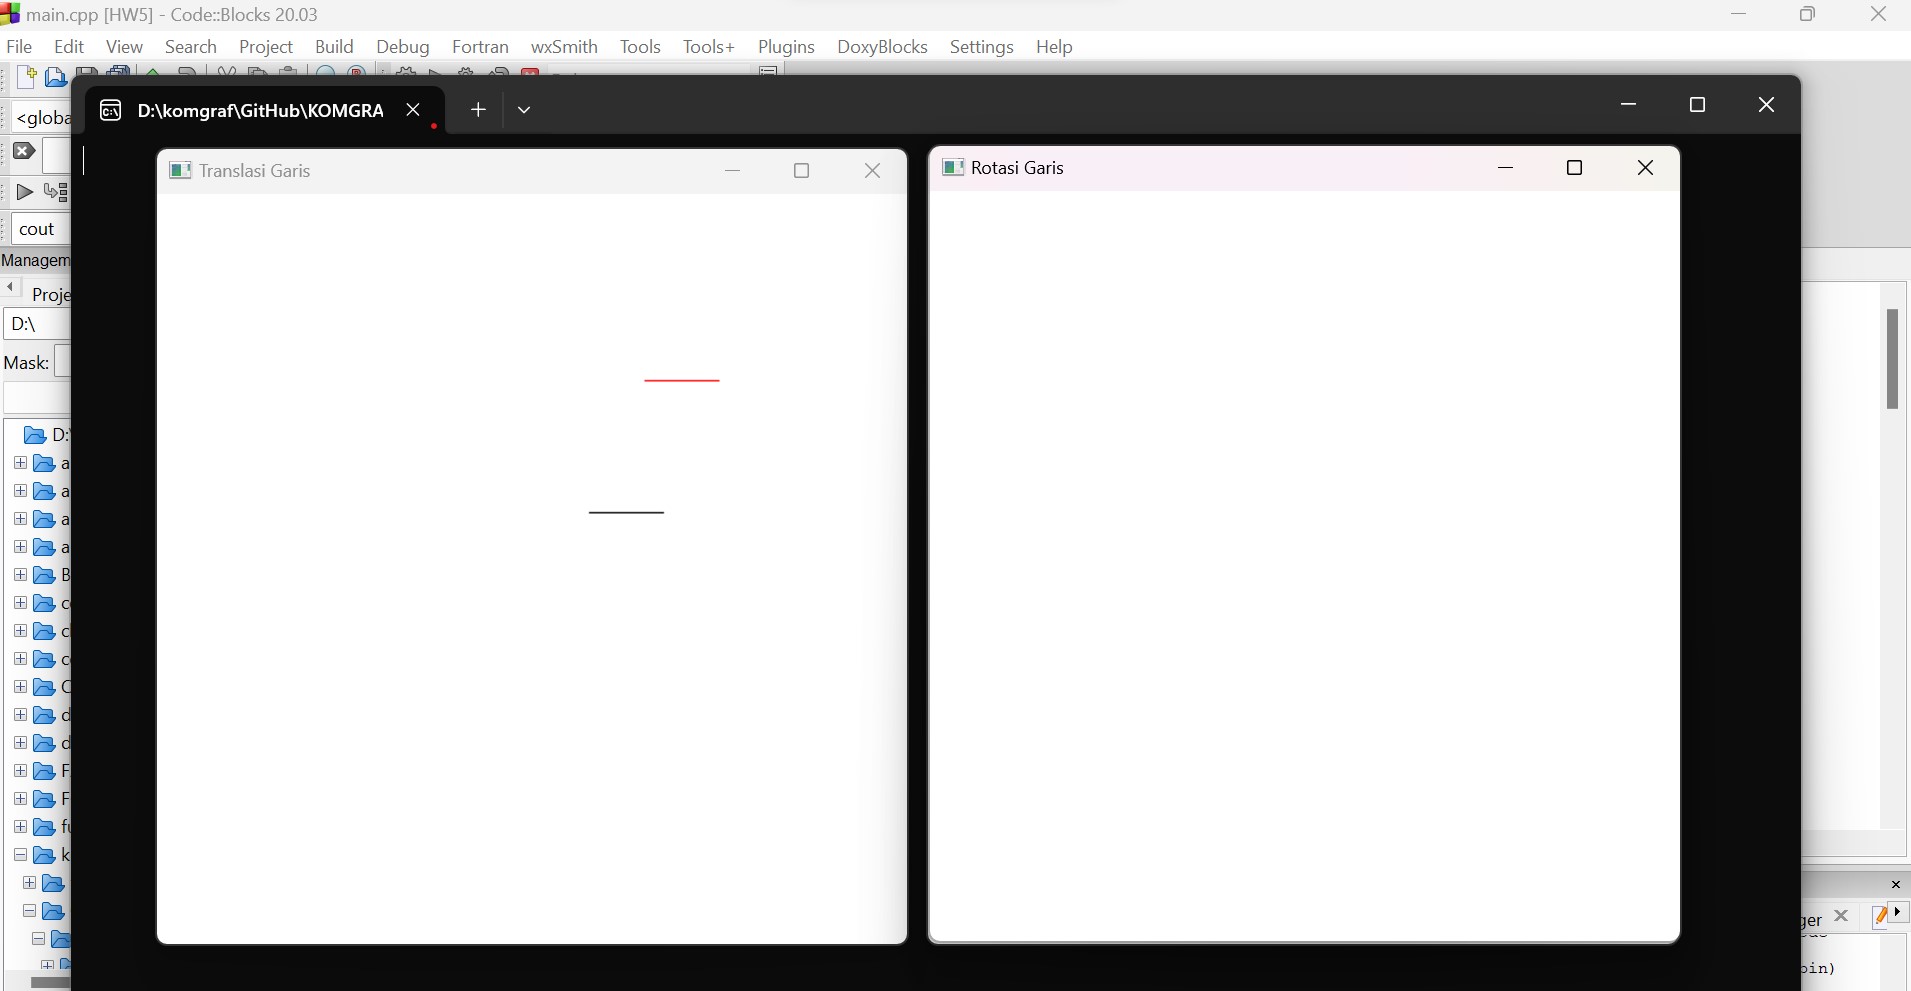 main.cpp [HW5] - Code::Blocks 20.03
File Edit View Search Project Build Debug Fortran wxSmith Tools Tools+ Plugins DoxyBlocks Settings Help
D:\komgraf\GitHub\KOMGRA
<globa
Translasi Garis
Rotasi Garis
cout
Managem
Proje
D:\
Mask:
D:\
a
a
a
a
B
c
cl
c
C
d
d
F
F
fu
k
ger
bin)